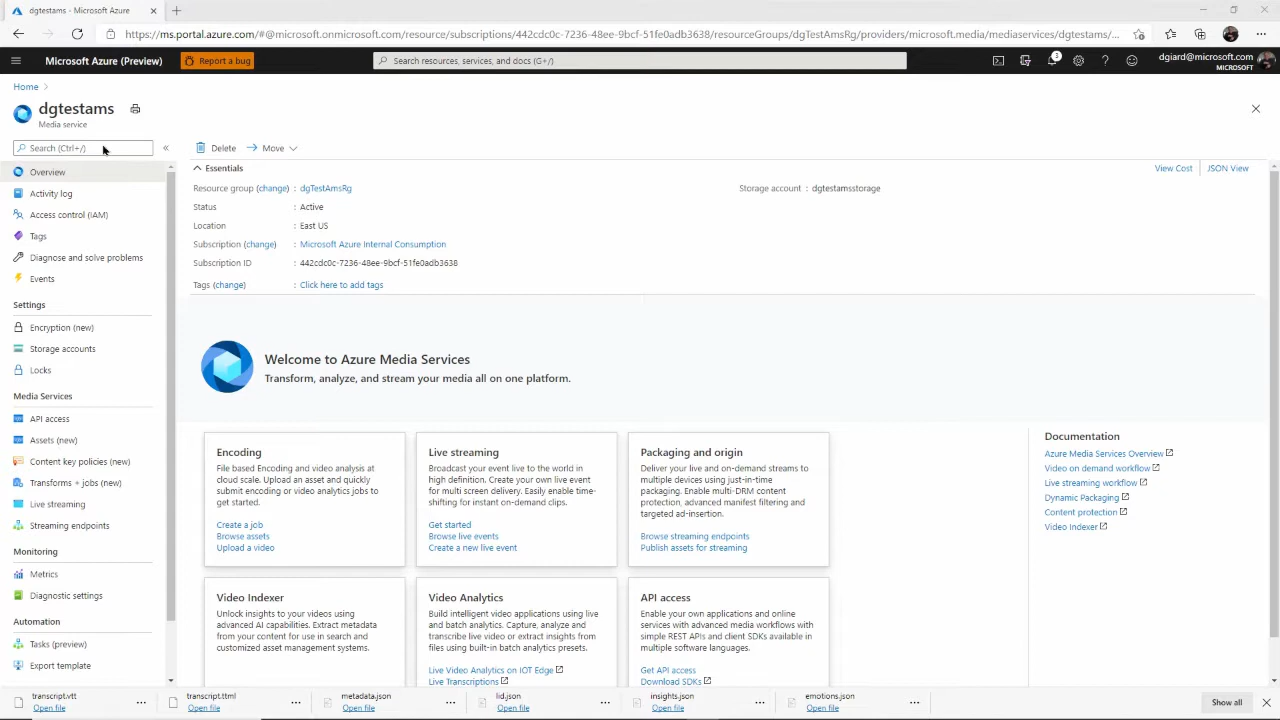 dgtestams - Microsoft Azure
https://ms.portal.azure.com/#@microsoft.onmicrosoft.com/resource/subscriptions/442cdc0c-7236-48ee-9bcf-51fe0adb3638/resourceGroups/dgTestAmsRg/providers/microsoft.media/mediaservices/dgtestams/...
Microsoft Azure (Preview)
Report a bug
Search resources, services, and docs (G+/)
3
dgiard@microsoft.com
MICROSOFT
Home
dgtestams
Media service
Search (Ctrl+/)
Delete
Move
Overview
Activity log
Access control (IAM)
Tags
Diagnose and solve problems
Events
Settings
Encryption (new)
Storage accounts
Locks
Media Services
API access
Assets (new)
Content key policies (new)
Transforms + jobs (new)
Live streaming
Streaming endpoints
Monitoring
Metrics
Diagnostic settings
Automation
Tasks (preview)
Export template
Essentials
View Cost
JSON View
Resource group (change) : dgTestAmsRg
Storage account : dgtestamsstorage
Status : Active
Location : East US
Subscription (change) : Microsoft Azure Internal Consumption
Subscription ID : 442cdc0c-7236-48ee-9bcf-51fe0adb3638
Tags (change) : Click here to add tags
Welcome to Azure Media Services
Transform, analyze, and stream your media all on one platform.
Encoding
File based Encoding and video analysis at
cloud scale. Upload an asset and quickly
submit encoding or video analytics jobs to
get started.
Create a job
Browse assets
Upload a video
Live streaming
Broadcast your event live to the world in
high definition. Create your own live event
for multi screen delivery. Easily enable time-
shifting for instant on-demand clips.
Get started
Browse live events
Create a new live event
Packaging and origin
Deliver your live and on-demand streams to
multiple devices using just-in-time
packaging. Enable multi-DRM content
protection, advanced manifest filtering and
targeted ad-insertion.
Browse streaming endpoints
Publish assets for streaming
Documentation
Azure Media Services Overview
Video on demand workflow
Live streaming workflow
Dynamic Packaging
Content protection
Video Indexer
Video Indexer
Unlock insights to your videos using
advanced AI capabilities. Extract metadata
from your content for use in search and
customized asset management systems.
Video Analytics
Build intelligent video applications using live
and batch analytics. Capture, analyze and
transcribe live video or extract insights from
files using built-in batch analytics presets.
Live Video Analytics on IOT Edge
Live Transcriptions
API access
Enable your own applications and online
services with advanced media workflows with
simple REST APIs and client SDKs available in
multiple software languages.
Get API access
Download SDKs
transcript.vtt
Open file
transcript.ttml
Open file
metadata.json
Open file
lid.json
Open file
insights.json
Open file
emotions.json
Open file
Show all